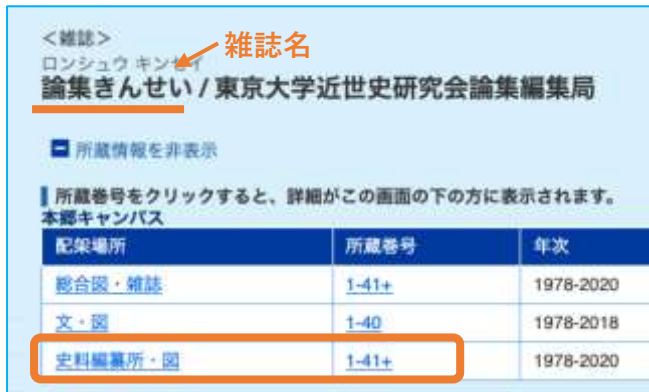 <雑誌>
雑誌名
ロンシュウ キンセイ
論集きんせい / 東京大学近世史研究会論集編集局
所蔵情報を非表示
所蔵番号をクリックすると、詳細がこの画面の下の方に表示されます。
本郷キャンパス
配架場所 所蔵番号 年次
総合図・雑誌 1-41+ 1978-2020
文・図 1-40 1978-2018
史料編纂所・図 1-41+ 1978-2020